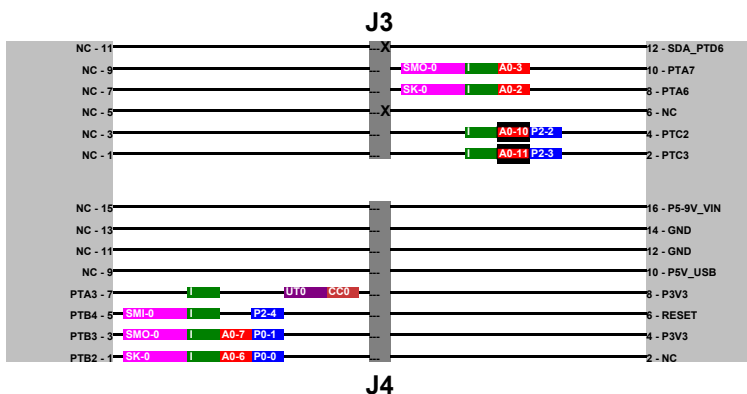 J3
NC - 11 --- X 12 - SDA_PTD6
NC - 9 --- SMO-0 I A0-3 10 - PTA7
NC - 7 --- SK-0 I A0-2 8 - PTA6
NC - 5 --- X 6 - NC
NC - 3 --- I A0-10 P2-2 4 - PTC2
NC - 1 --- I A0-11 P2-3 2 - PTC3
NC - 15 --- 16 - P5-9V_VIN
NC - 13 --- 14 - GND
NC - 11 --- 12 - GND
NC - 9 --- 10 - P5V_USB
PTA3 - 7 I UT0 CC0 --- 8 - P3V3
PTB4 - 5 SMI-0 I P2-4 --- 6 - RESET
PTB3 - 3 SMO-0 I A0-7 P0-1 --- 4 - P3V3
PTB2 - 1 SK-0 I A0-6 P0-0 --- 2 - NC
J4